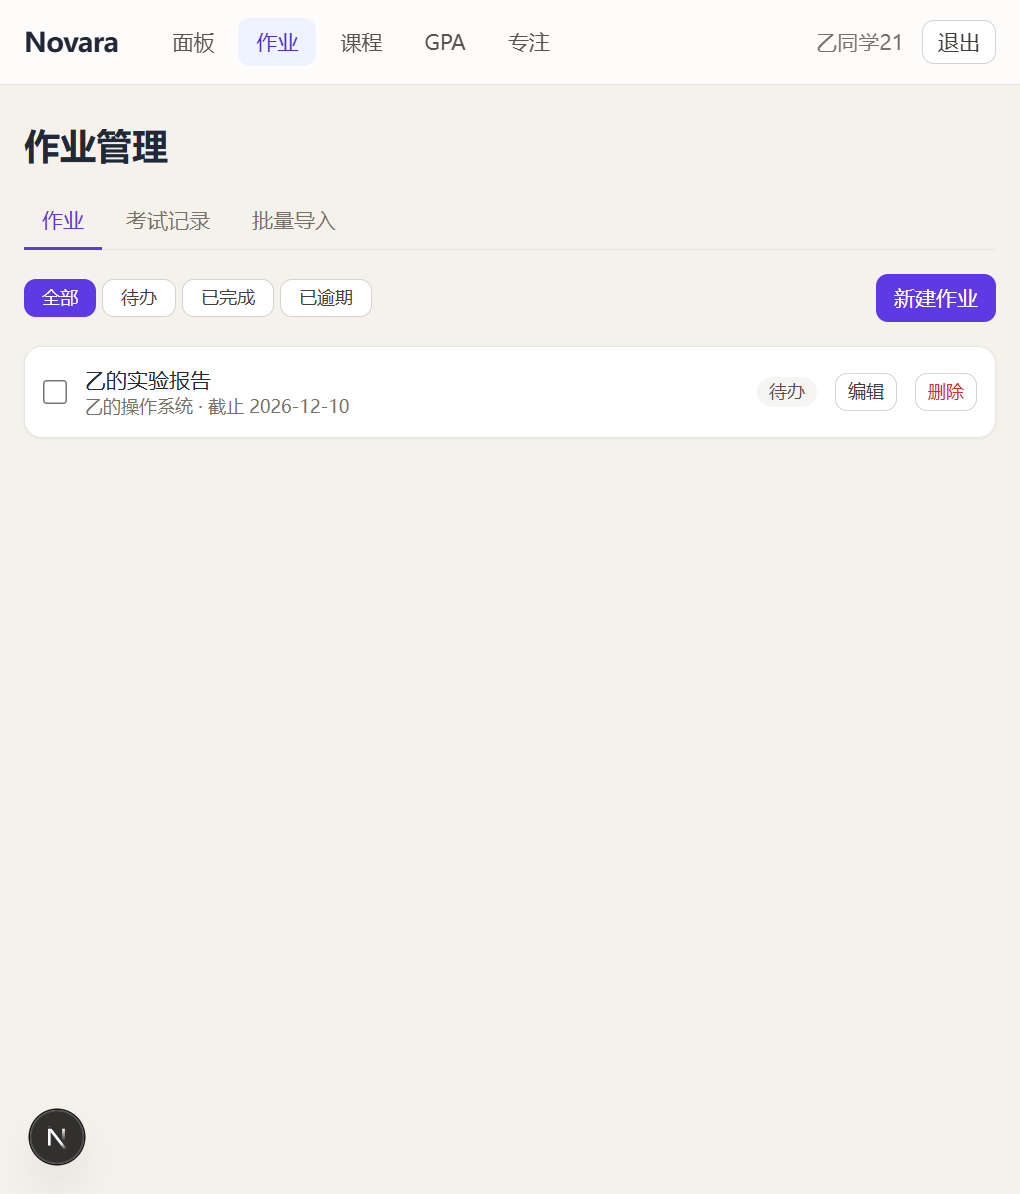 Novara 面板 作业 课程 GPA 专注 乙同学21 退出
作业管理
作业 考试记录 批量导入
全部 待办 已完成 已逾期 新建作业
乙的实验报告
乙的操作系统 · 截止 2026-12-10
待办 编辑 删除
N